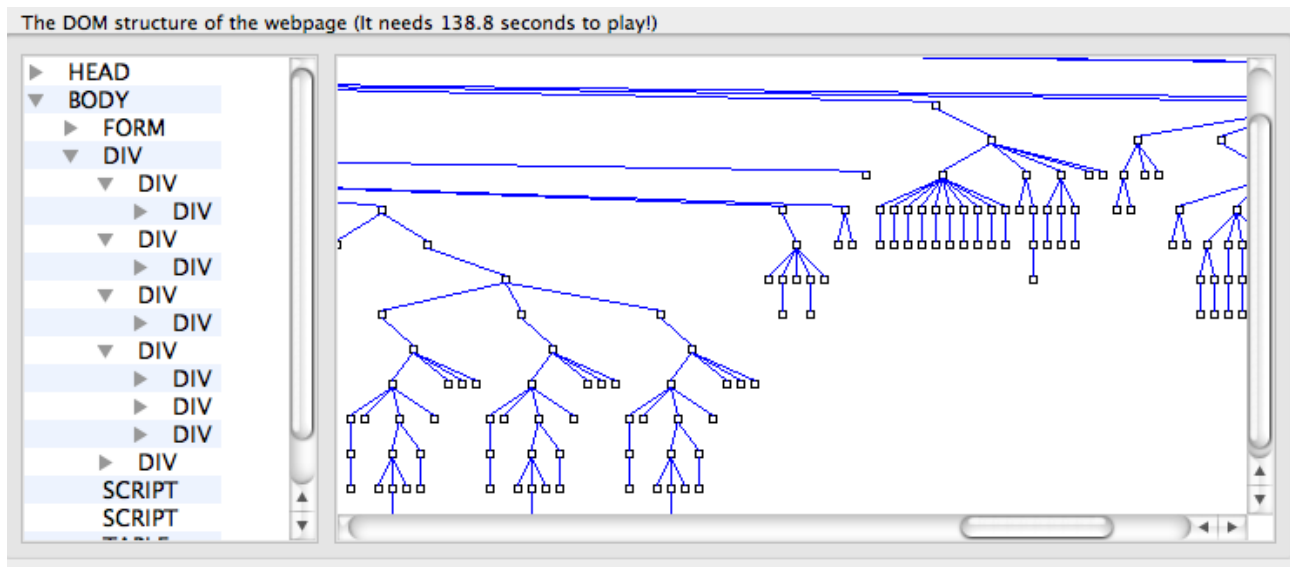 The DOM structure of the webpage (It needs 138.8 seconds to play!)
HEAD
BODY
FORM
DIV
DIV
DIV
DIV
DIV
DIV
DIV
DIV
DIV
DIV
DIV
DIV
SCRIPT
SCRIPT